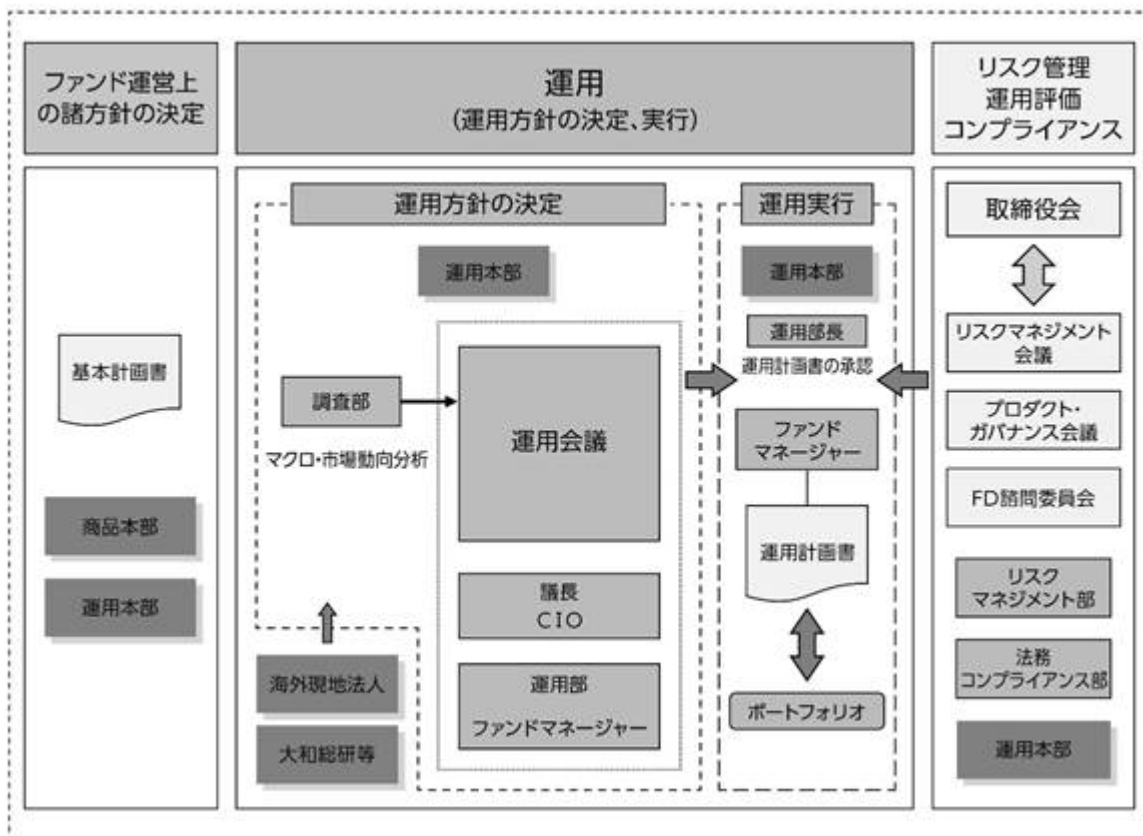 ファンド運営上
の諸方針の決定
運用
(運用方針の決定、実行)
リスク管理
運用評価
コンプライアンス
基本計画書
商品本部
運用本部
運用方針の決定
運用本部
調査部
マクロ・市場動向分析
運用会議
議長
CIO
運用部
ファンドマネージャー
海外現地法人
大和総研等
運用実行
運用本部
運用部長
運用計画書の承認
ファンド
マネージャー
運用計画書
ポートフォリオ
取締役会
リスクマネジメント
会議
プロダクト・
ガバナンス会議
FD諮問委員会
リスク
マネジメント部
法務
コンプライアンス部
運用本部